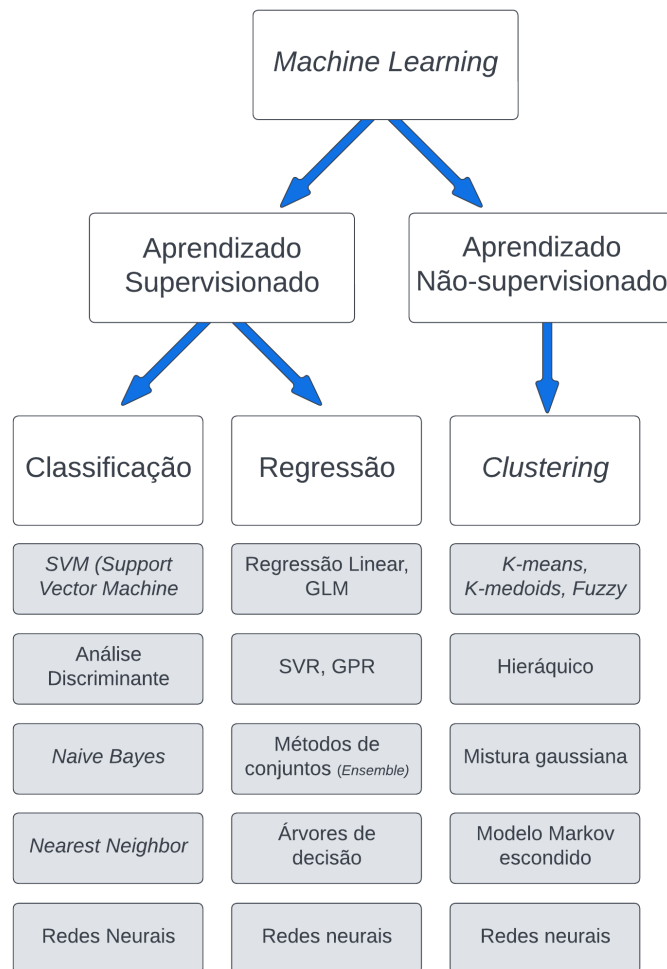 Machine Learning
Aprendizado
Supervisionado
Aprendizado
Não-supervisionado
Classificação
Regressão
Clustering
SVM (Support
Vector Machine
Regressão Linear,
GLM
K-means,
K-medoids, Fuzzy
Análise
Discriminante
SVR, GPR
Hieráquico
Naive Bayes
Métodos de
conjuntos (Ensemble)
Mistura gaussiana
Nearest Neighbor
Árvores de
decisão
Modelo Markov
escondido
Redes Neurais
Redes neurais
Redes neurais